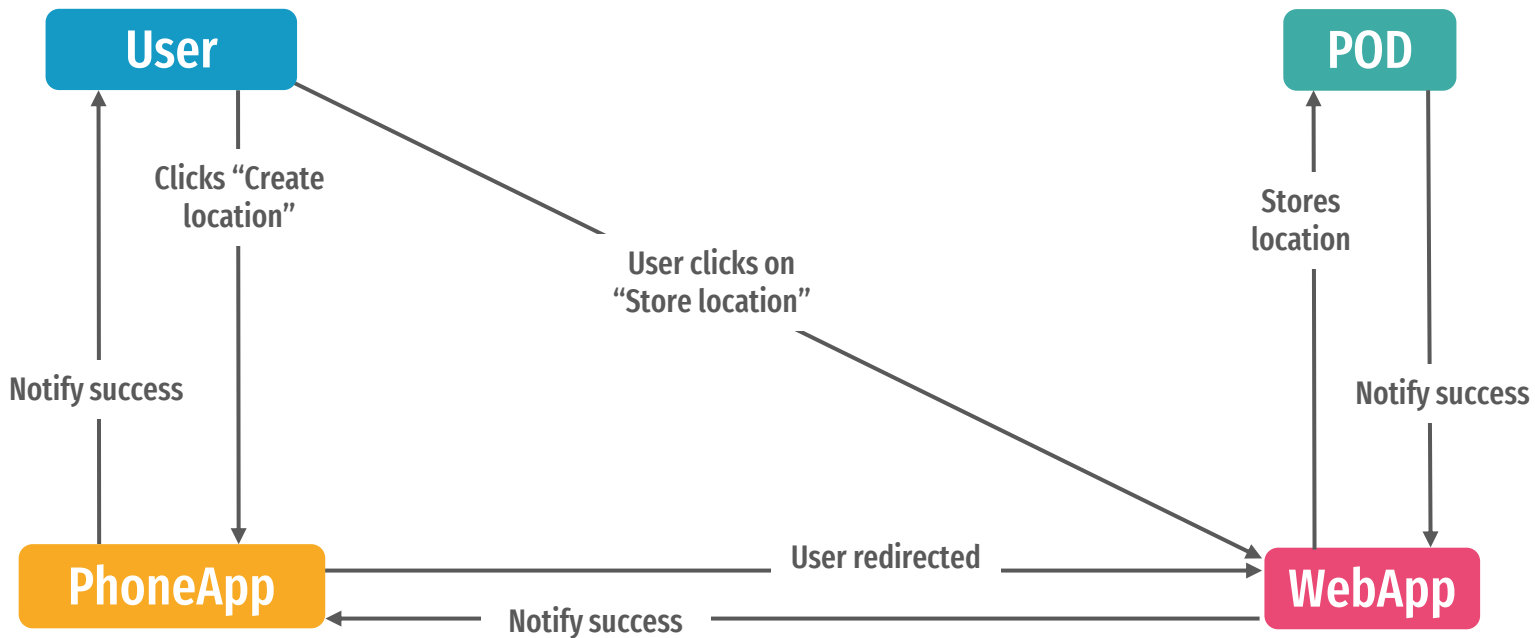 User
POD
Clicks “Create
location”
Stores
location
User clicks on
“Store location”
Notify success
Notify success
User redirected
PhoneApp
WebApp
Notify success